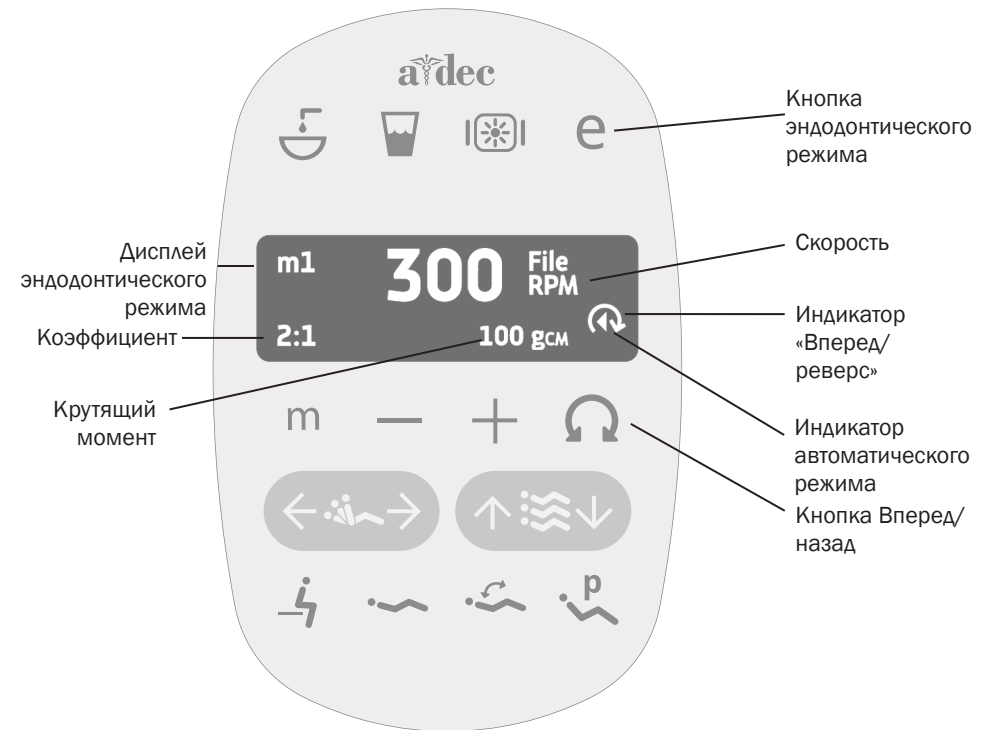 a dec
e
Кнопка
эндодонтического
режима
Дисплей
эндодонтического
режима
m1
300
File
RPM
Скорость
Коэффициент
2:1
100 gCM
Индикатор
«Вперед/
реверс»
Крутящий
момент
m
− +
Индикатор
автоматического
режима
Кнопка Вперед/
назад
p